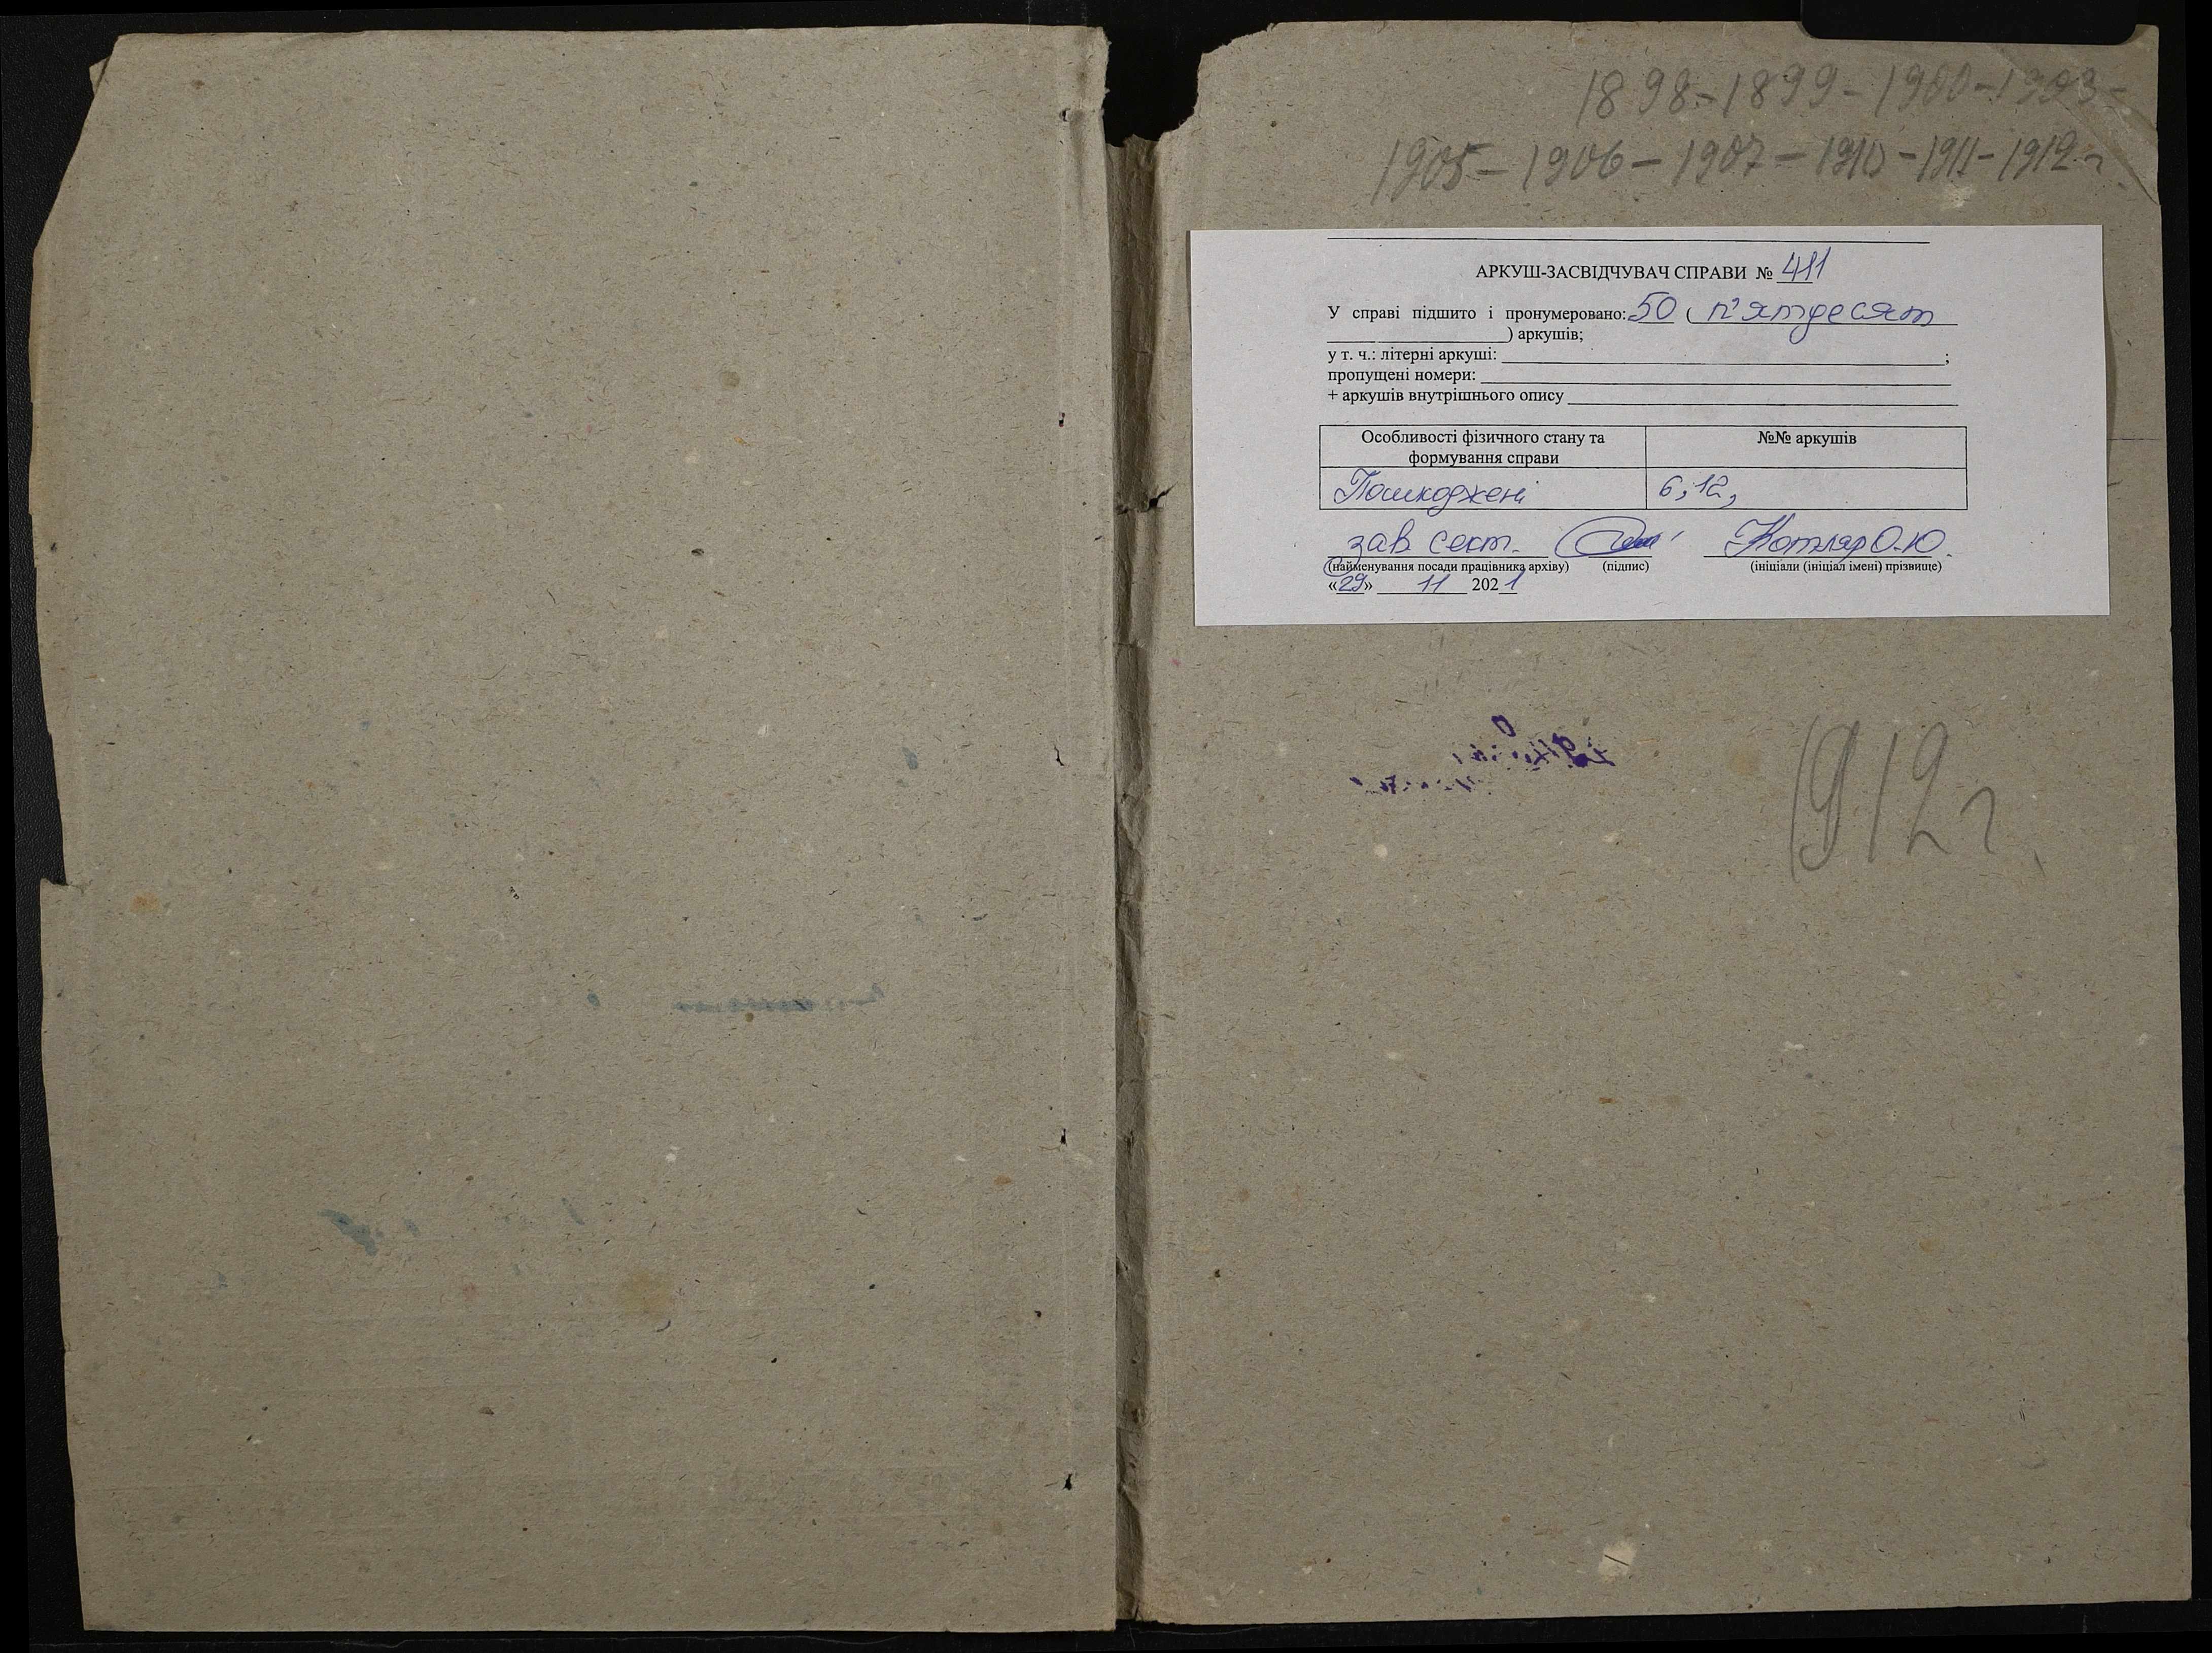 1898-1899-1900-1903-
1905-1906-1907-1910-1911-1912 г.
АРКУШ-ЗАСВІДЧУВАЧ СПРАВИ № 411
У справі підшито і пронумеровано: 50 ( п'ятдесят
) аркушів;
у т. ч.: літерні аркуші: ;
пропущені номери:
+ аркушів внутрішнього опису
Особливості фізичного стану та формування справи | №№ аркушів
Пошкоджені | 6, 12,
зав сект. Котляр О.Ю.
(найменування посади працівника архіву) (підпис) (ініціали (ініціал імені) прізвище)
«29» 11 2021
1912 г.